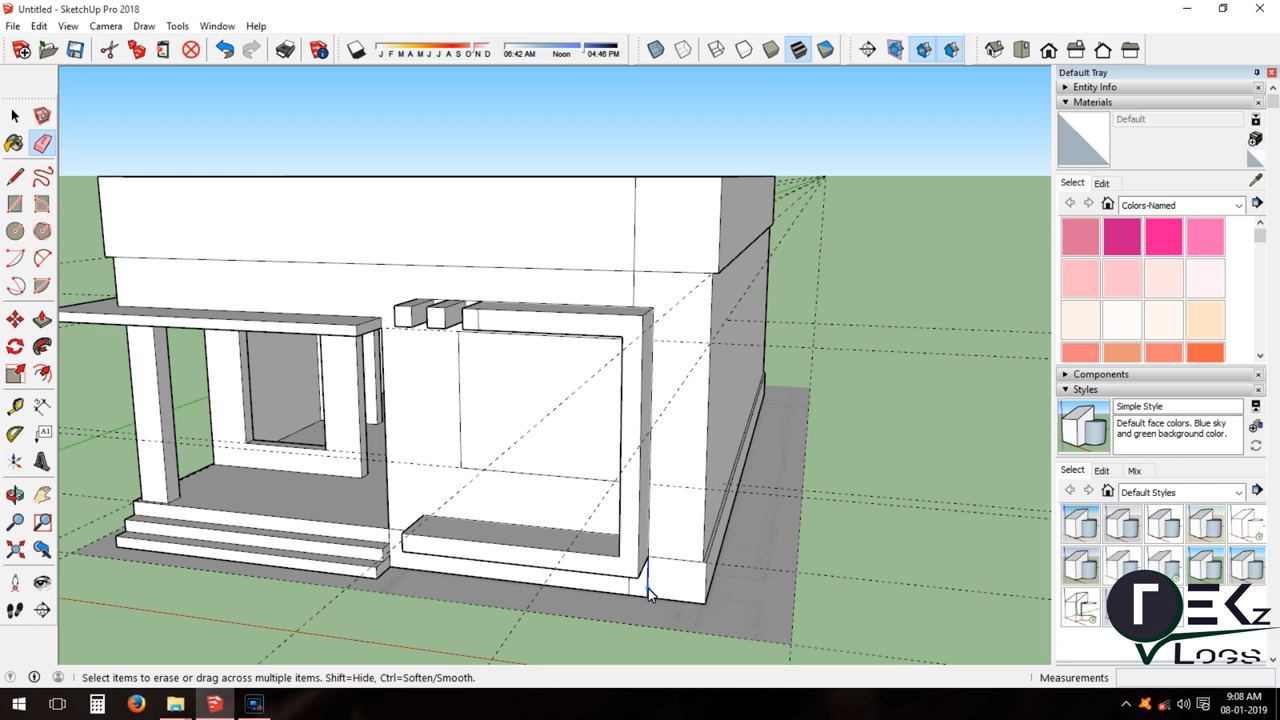 Untitled - SketchUp Pro 2018
File Edit View Camera Draw Tools Window Help
J F M A M J J A S O N D
06:42 AM Noon 04:46 PM
Default Tray
Entity Info
Materials
Default
Select Edit
Colors-Named
Components
Styles
Simple Style
Default face colors. Blue sky and green background color.
Select Edit Mix
Default Styles
A1
TEKz
VLogs
Select items to erase or drag across multiple items. Shift=Hide, Ctrl=Soften/Smooth.
Measurements
9:08 AM
08-01-2019